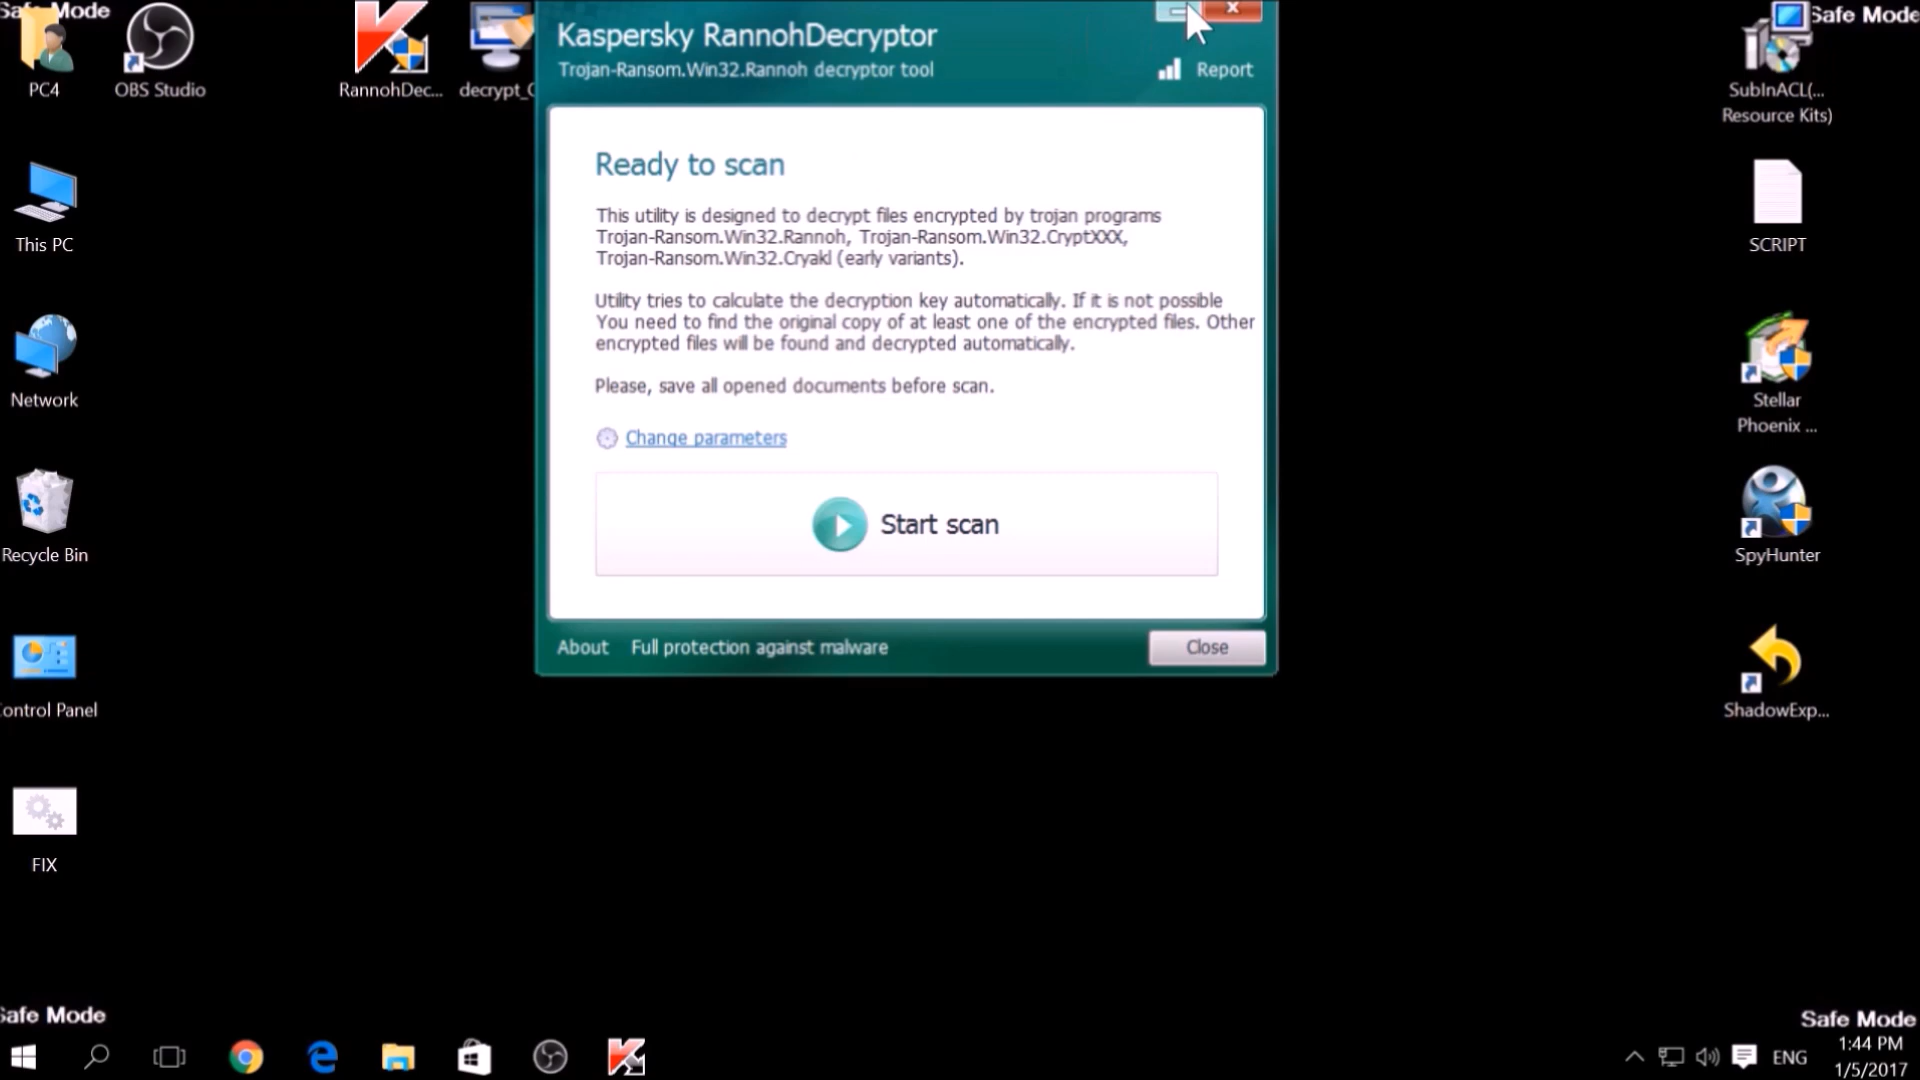 Safe Mode
Safe Mode
PC4
OBS Studio
RannohDec...
decrypt_
This PC
Network
Recycle Bin
Control Panel
FIX
Kaspersky RannohDecryptor
Trojan-Ransom.Win32.Rannoh decryptor tool
Report
Ready to scan
This utility is designed to decrypt files encrypted by trojan programs
Trojan-Ransom.Win32.Rannoh, Trojan-Ransom.Win32.CryptXXX,
Trojan-Ransom.Win32.Cryakl (early variants).
Utility tries to calculate the decryption key automatically. If it is not possible
You need to find the original copy of at least one of the encrypted files. Other
encrypted files will be found and decrypted automatically.
Please, save all opened documents before scan.
Change parameters
Start scan
About
Full protection against malware
Close
SubInACL(...
Resource Kits)
SCRIPT
Stellar
Phoenix ...
SpyHunter
ShadowExp...
Safe Mode
Safe Mode
ENG
1:44 PM
1/5/2017